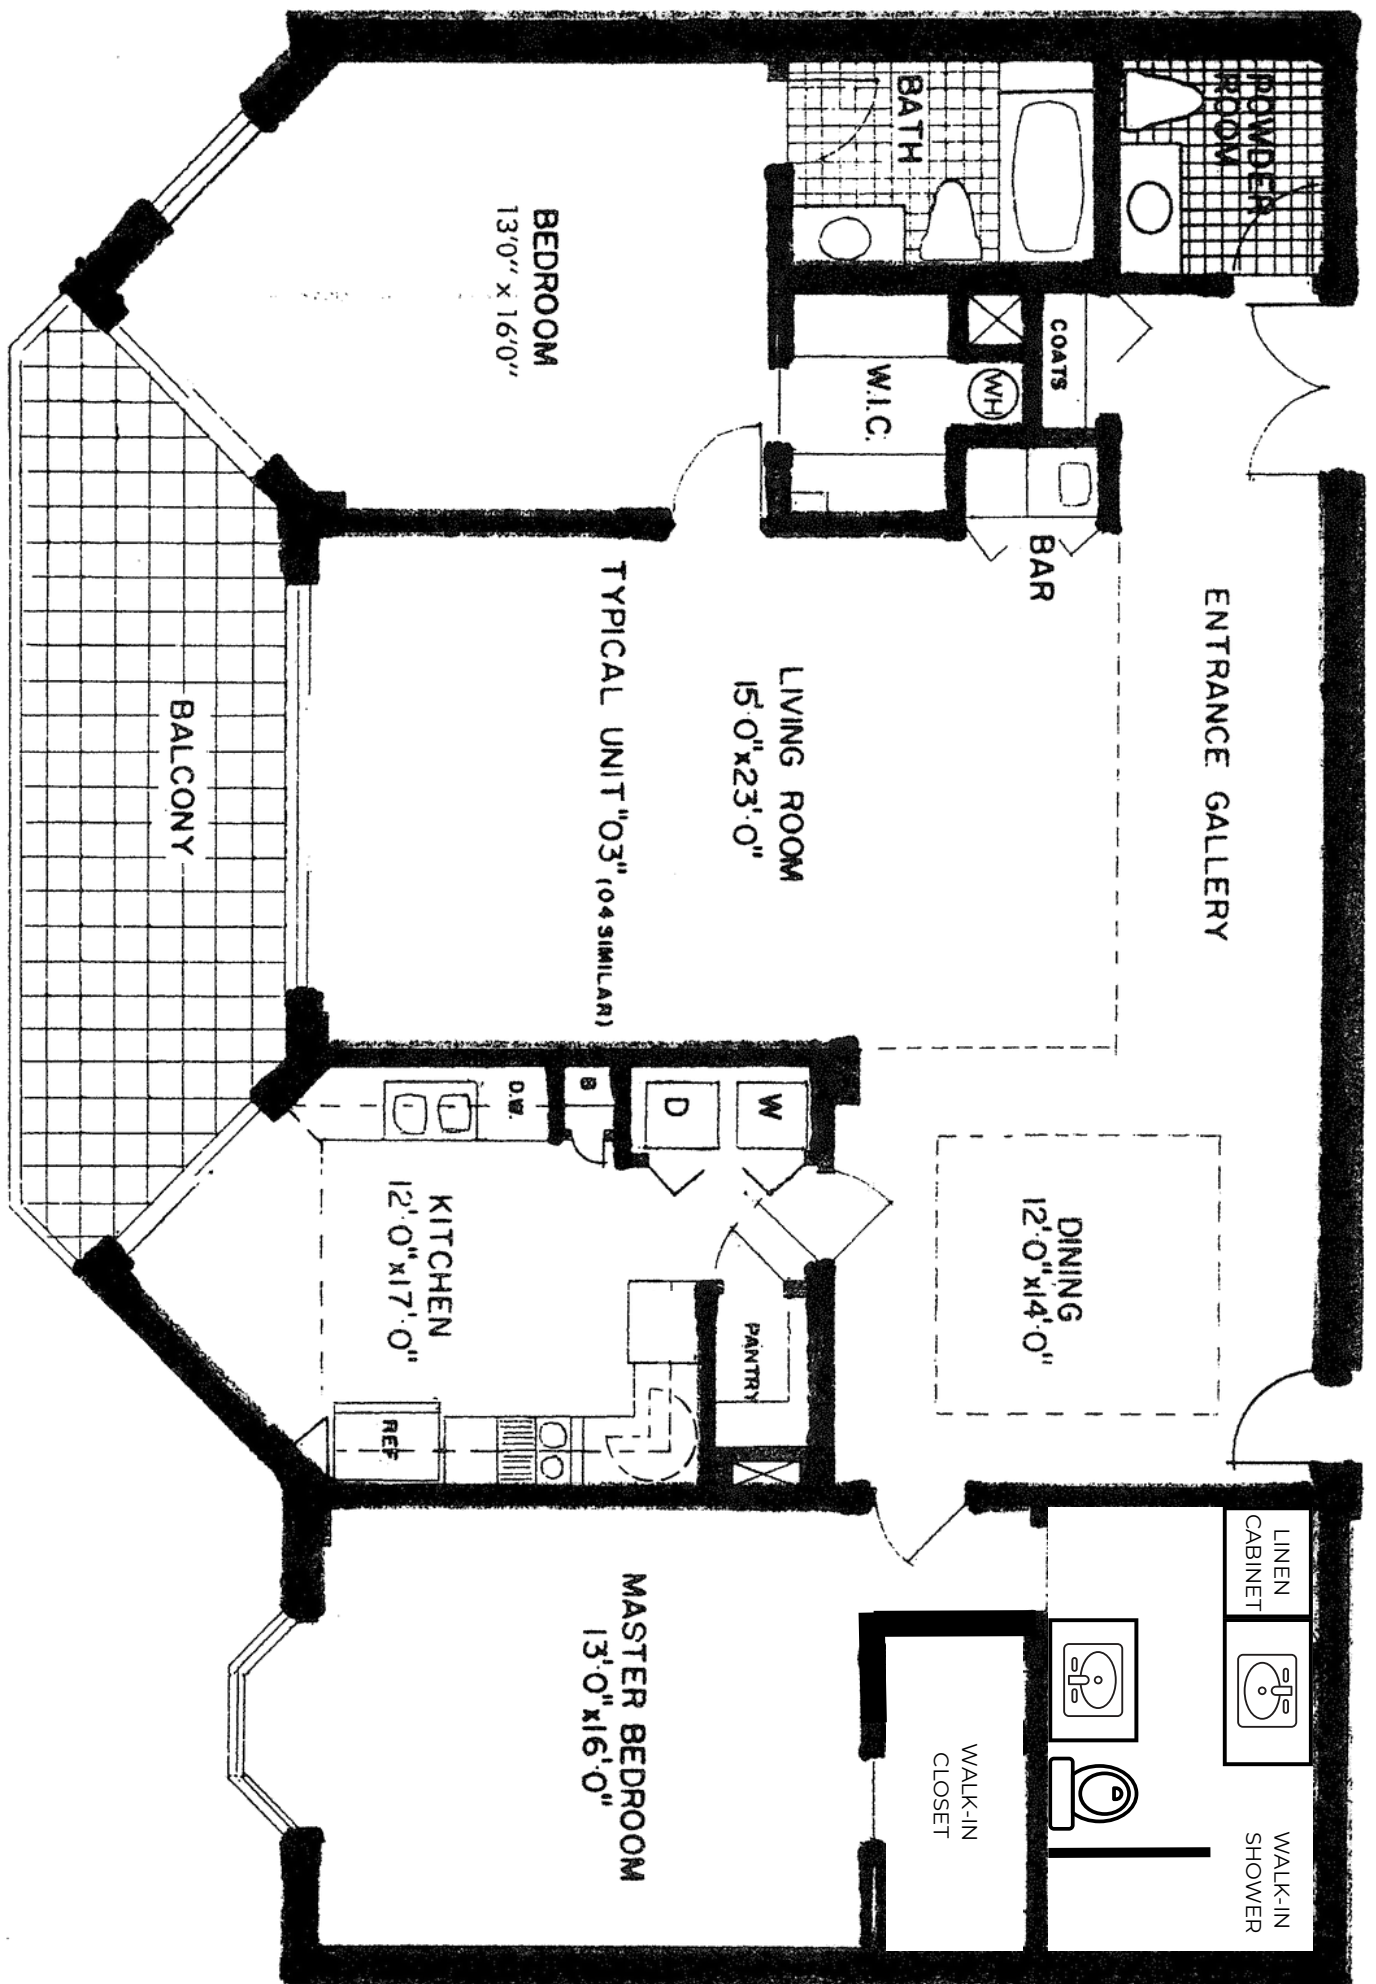 POWDER
ROOM
BATH
COATS
WH
W.I.C.
BEDROOM
13'0" x 16'0"
BAR
ENTRANCE GALLERY
LIVING ROOM
15'·0"x23'·0"
TYPICAL UNIT "03" (04 SIMILAR)
BALCONY
W
D
B
D.W.
KITCHEN
12'·0"x17'·0"
DINING
12'·0"x14'·0"
PANTRY
REF
LINEN
CABINET
MASTER BEDROOM
13'·0"x16'·0"
WALK-IN
CLOSET
WALK-IN
SHOWER